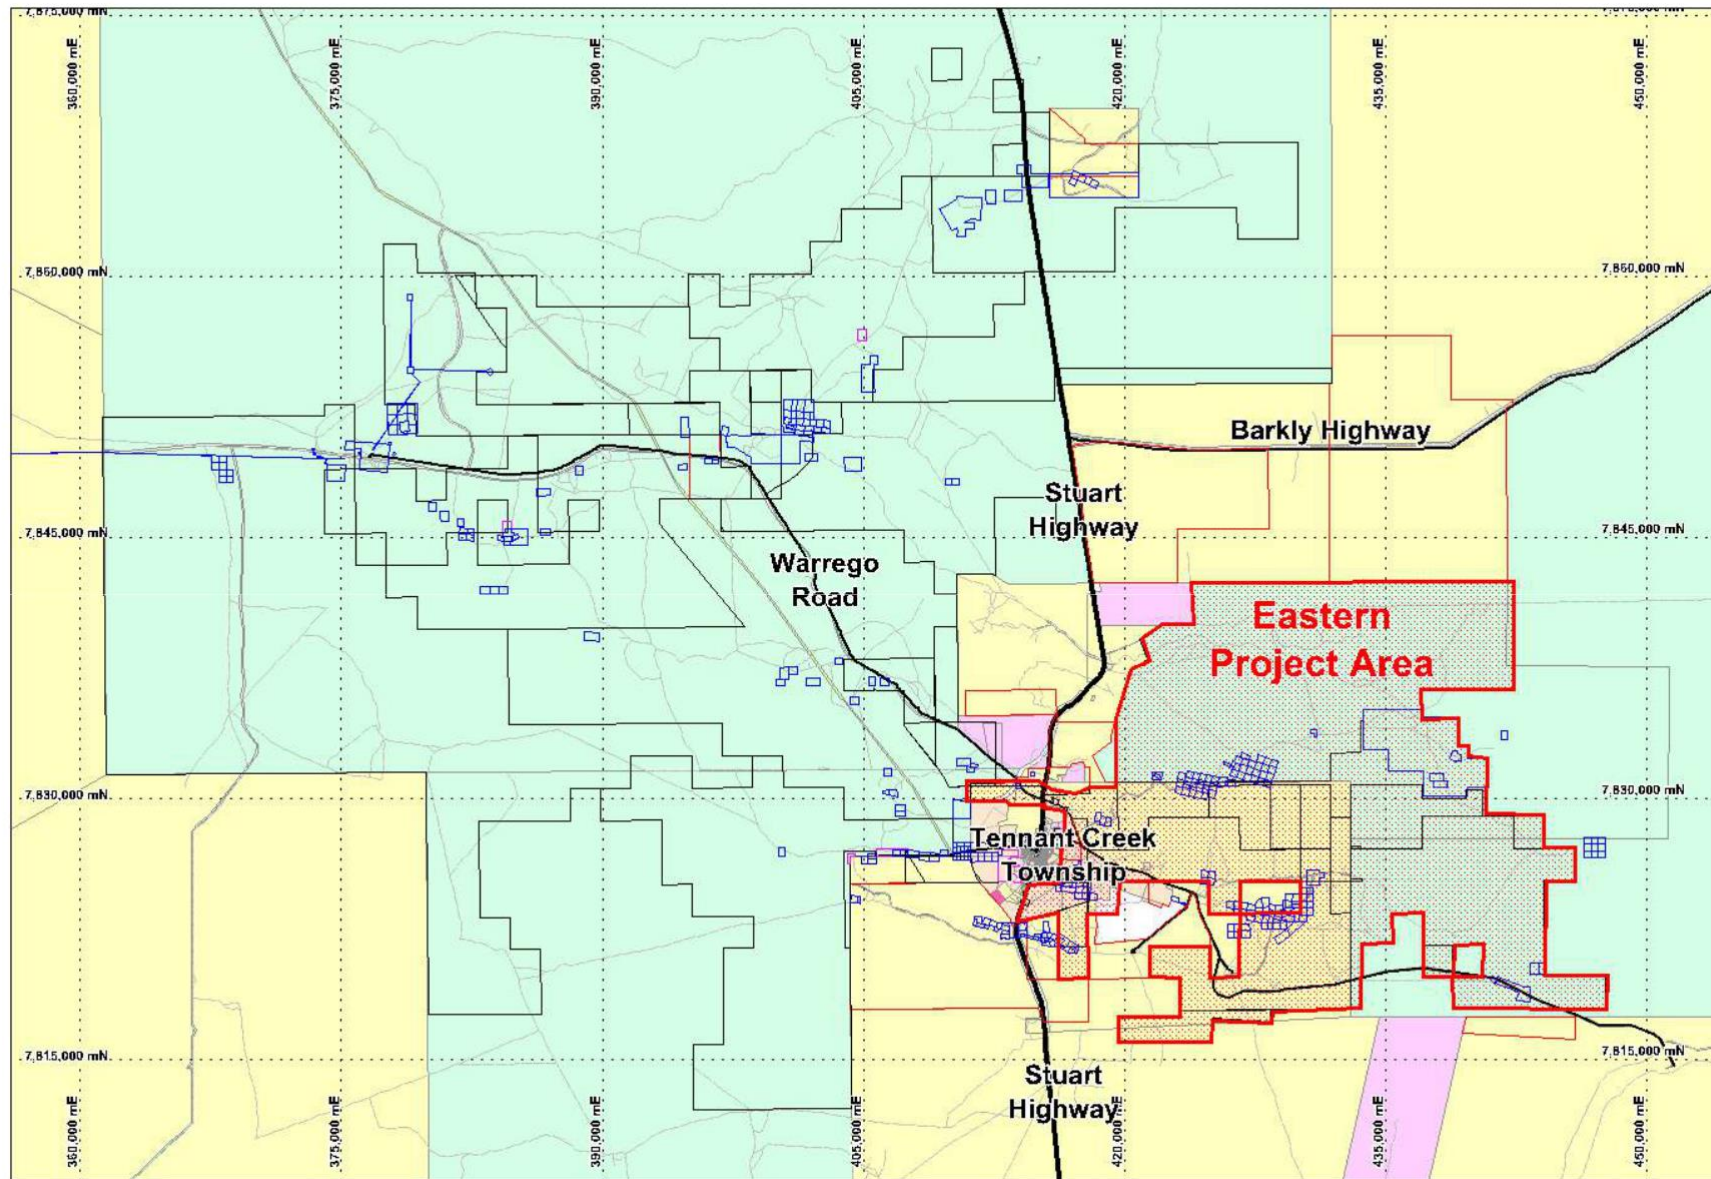 7,875,000 mN
360,000 mE
375,000 mE
390,000 mE
405,000 mE
420,000 mE
435,000 mE
450,000 mE
7,860,000 mN
7,860,000 mN
Barkly Highway
Stuart
Highway
7,845,000 mN
7,845,000 mN
Warrego
Road
Eastern
Project Area
7,830,000 mN
7,830,000 mN
Tennant Creek
Township
7,815,000 mN
7,815,000 mN
Stuart
Highway
360,000 mE
375,000 mE
390,000 mE
405,000 mE
420,000 mE
435,000 mE
450,000 mE